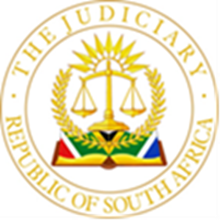 • THE JUDICIARY •
REPUBLIC OF SOUTH AFRICA